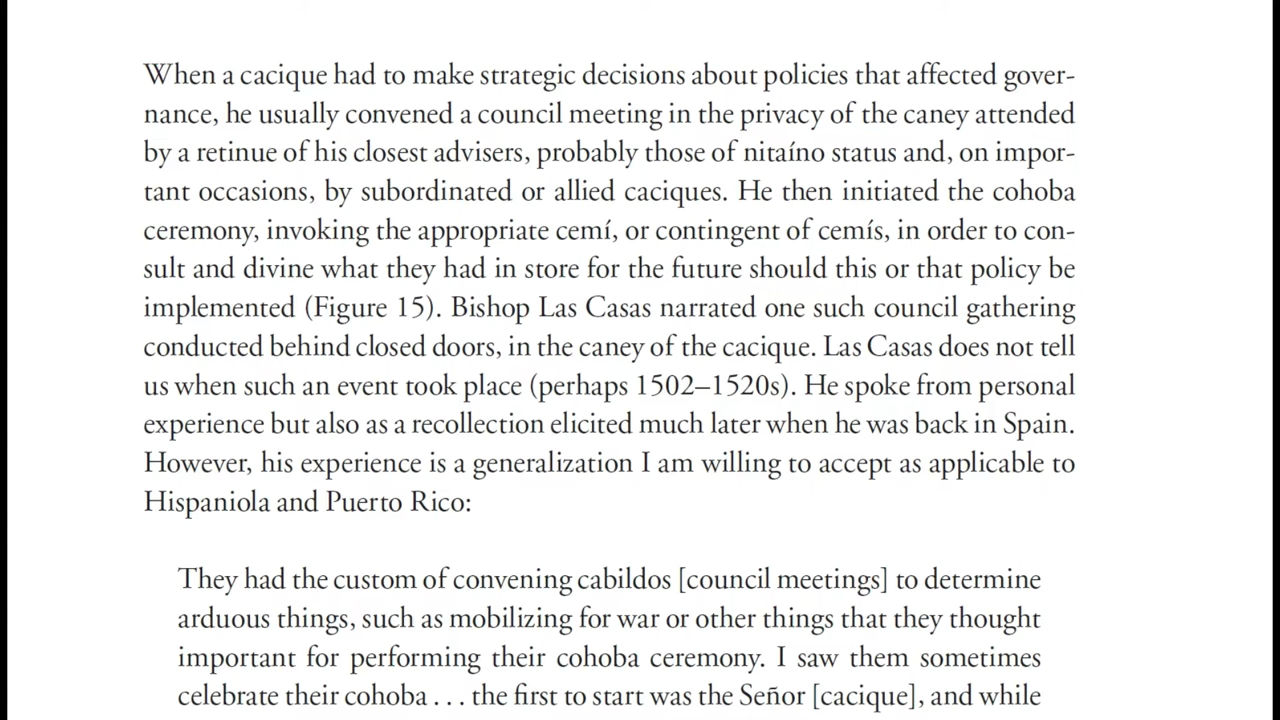 When a cacique had to make strategic decisions about policies that affected gover-
nance, he usually convened a council meeting in the privacy of the caney attended
by a retinue of his closest advisers, probably those of nitaíno status and, on impor-
tant occasions, by subordinated or allied caciques. He then initiated the cohoba
ceremony, invoking the appropriate cemí, or contingent of cemís, in order to con-
sult and divine what they had in store for the future should this or that policy be
implemented (Figure 15). Bishop Las Casas narrated one such council gathering
conducted behind closed doors, in the caney of the cacique. Las Casas does not tell
us when such an event took place (perhaps 1502–1520s). He spoke from personal
experience but also as a recollection elicited much later when he was back in Spain.
However, his experience is a generalization I am willing to accept as applicable to
Hispaniola and Puerto Rico:
They had the custom of convening cabildos [council meetings] to determine
arduous things, such as mobilizing for war or other things that they thought
important for performing their cohoba ceremony. I saw them sometimes
celebrate their cohoba . . . the first to start was the Señor [cacique], and while